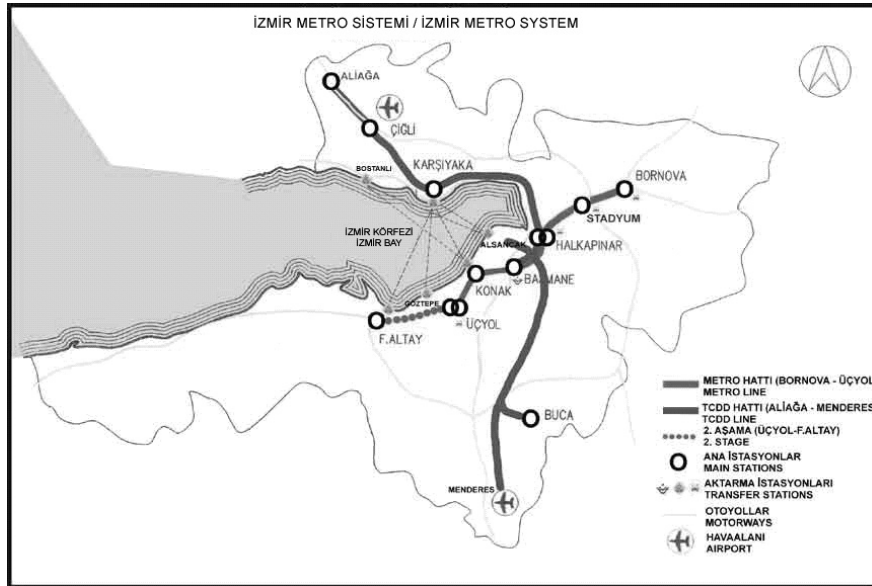 İZMİR METRO SİSTEMİ / İZMİR METRO SYSTEM
ALİAĞA
ÇİĞLİ
BOSTANLI
KARŞIYAKA
BORNOVA
STADYUM
İZMİR KÖRFEZİ
İZMİR BAY
ALSANCAK
HALKAPINAR
BASMANE
KONAK
GÖZTEPE
ÜÇYOL
F.ALTAY
BUCA
MENDERES
METRO HATTI (BORNOVA - ÜÇYOL
METRO LINE
TCDD HATTI (ALİAĞA - MENDERES
TCDD LINE
2. AŞAMA (ÜÇYOL-F.ALTAY)
2. STAGE
ANA İSTASYONLAR
MAIN STATIONS
AKTARMA İSTASYONLARI
TRANSFER STATIONS
OTOYOLLAR
MOTORWAYS
HAVAALANI
AIRPORT